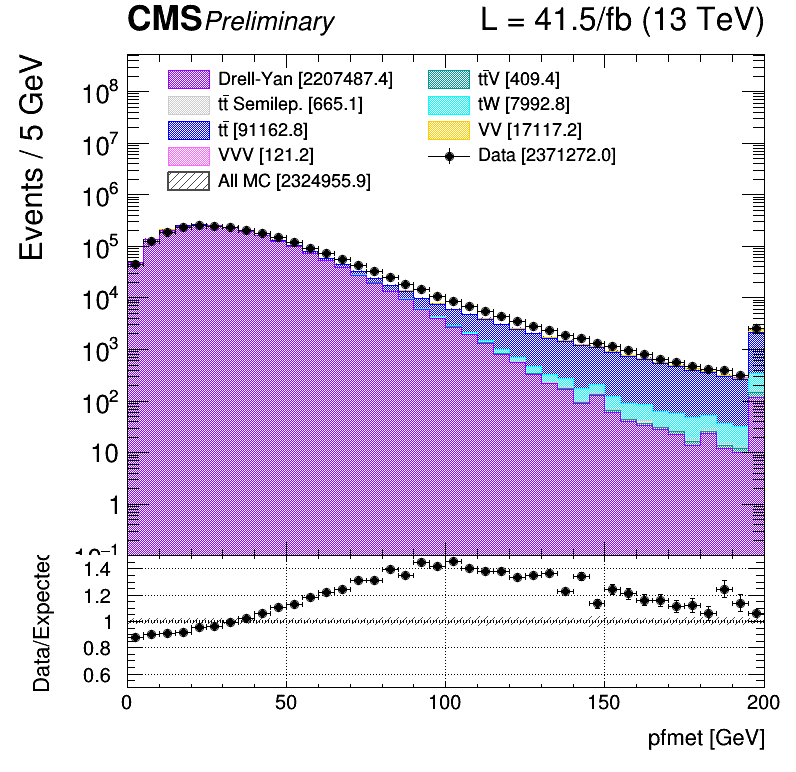 CMS Preliminary L = 41.5/fb (13 TeV)
Events / 5 GeV
Drell-Yan [2207487.4]
tt̄V [409.4]
tt̄ Semilep. [665.1]
tW [7992.8]
tt̄ [91162.8]
VV [17117.2]
VVV [121.2]
Data [2371272.0]
All MC [2324955.9]
10⁸
10⁷
10⁶
10⁵
10⁴
10³
10²
10
1
10⁻¹
Data/Expected
1.4
1.2
1
0.8
0.6
0 50 100 150 200
pfmet [GeV]